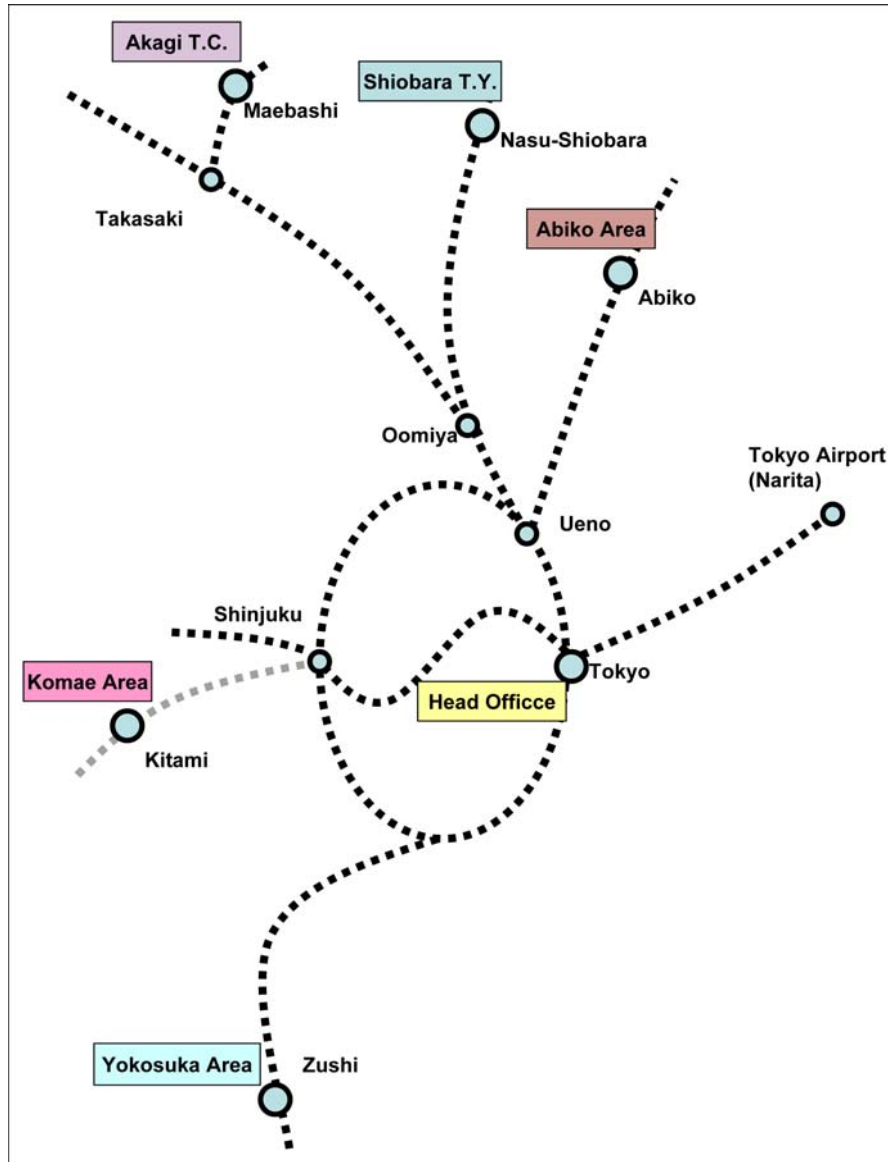 Akagi T.C.
Maebashi
Shiobara T.Y.
Nasu-Shiobara
Takasaki
Abiko Area
Abiko
Oomiya
Tokyo Airport
(Narita)
Ueno
Shinjuku
Komae Area
Tokyo
Head Officce
Kitami
Yokosuka Area
Zushi